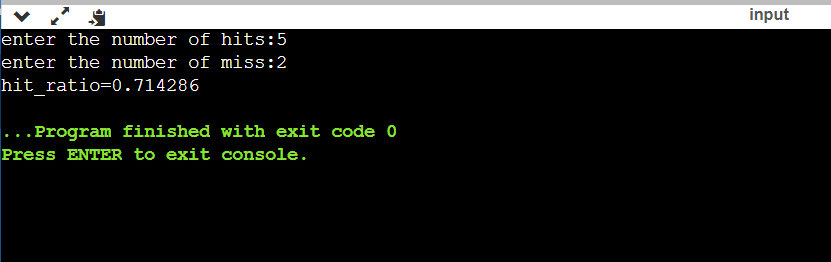 input
enter the number of hits:5
enter the number of miss:2
hit_ratio=0.714286
...Program finished with exit code 0
Press ENTER to exit console.